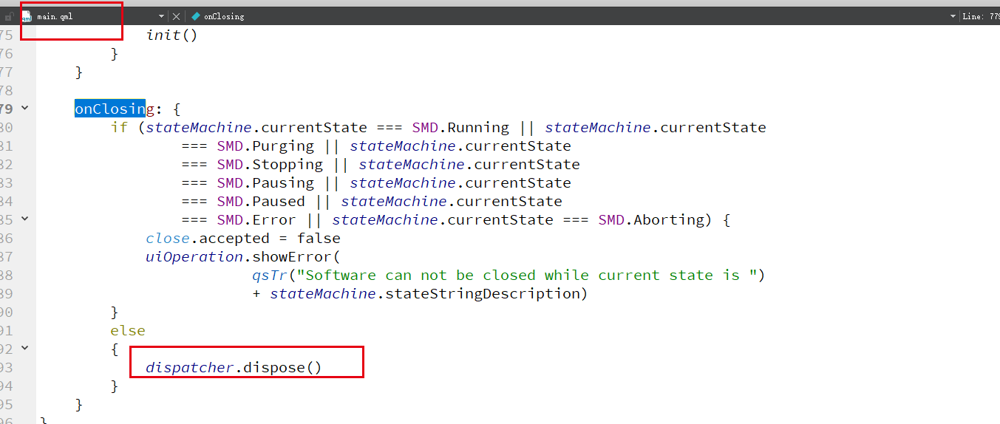 main.qml onClosing Line: 779
75 init()
76 }
77 }
78
79 onClosing: {
80 if (stateMachine.currentState === SMD.Running || stateMachine.currentState
81 === SMD.Purging || stateMachine.currentState
82 === SMD.Stopping || stateMachine.currentState
83 === SMD.Pausing || stateMachine.currentState
84 === SMD.Paused || stateMachine.currentState
85 === SMD.Error || stateMachine.currentState === SMD.Aborting) {
86 close.accepted = false
87 uiOperation.showError(
88 qsTr("Software can not be closed while current state is ")
89 + stateMachine.stateStringDescription)
90 }
91 else
92 {
93 dispatcher.dispose()
94 }
95 }
96 }